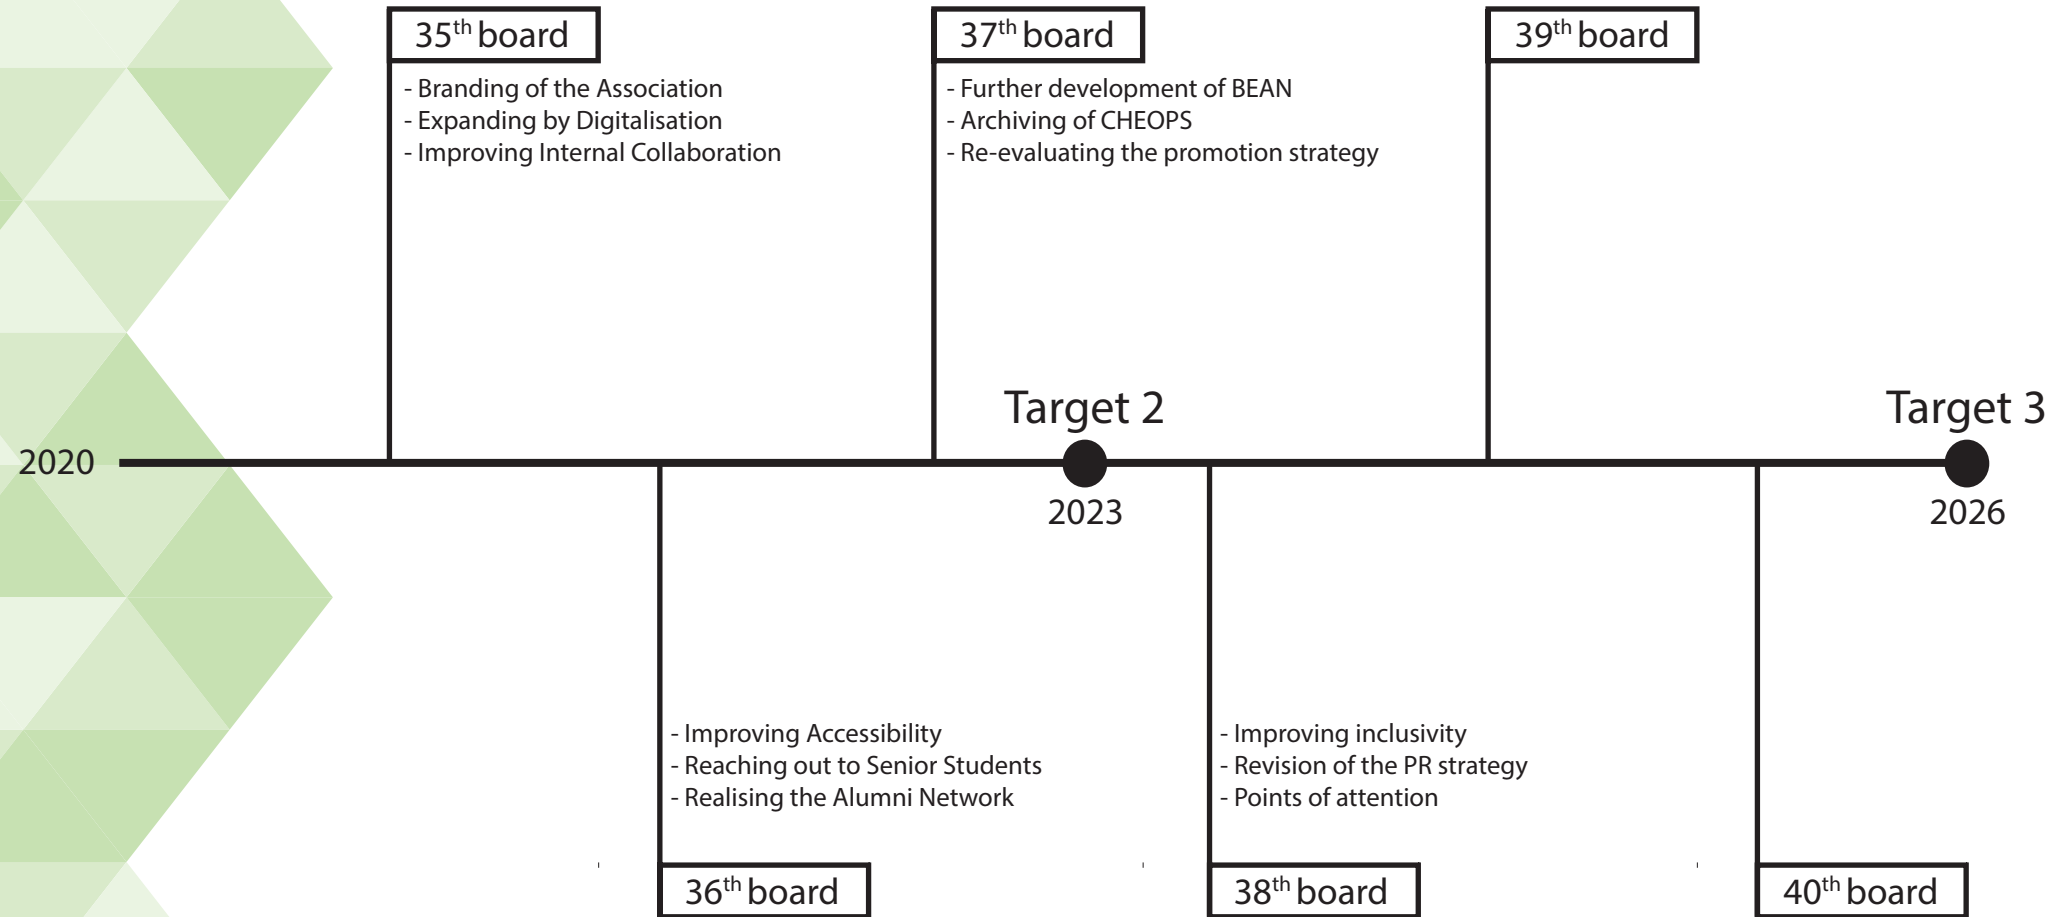 35th board
- Branding of the Association
- Expanding by Digitalisation
- Improving Internal Collaboration
37th board
- Further development of BEAN
- Archiving of CHEOPS
- Re-evaluating the promotion strategy
39th board
Target 2
Target 3
2020
2023
2026
- Improving Accessibility
- Reaching out to Senior Students
- Realising the Alumni Network
36th board
- Improving inclusivity
- Revision of the PR strategy
- Points of attention
38th board
40th board